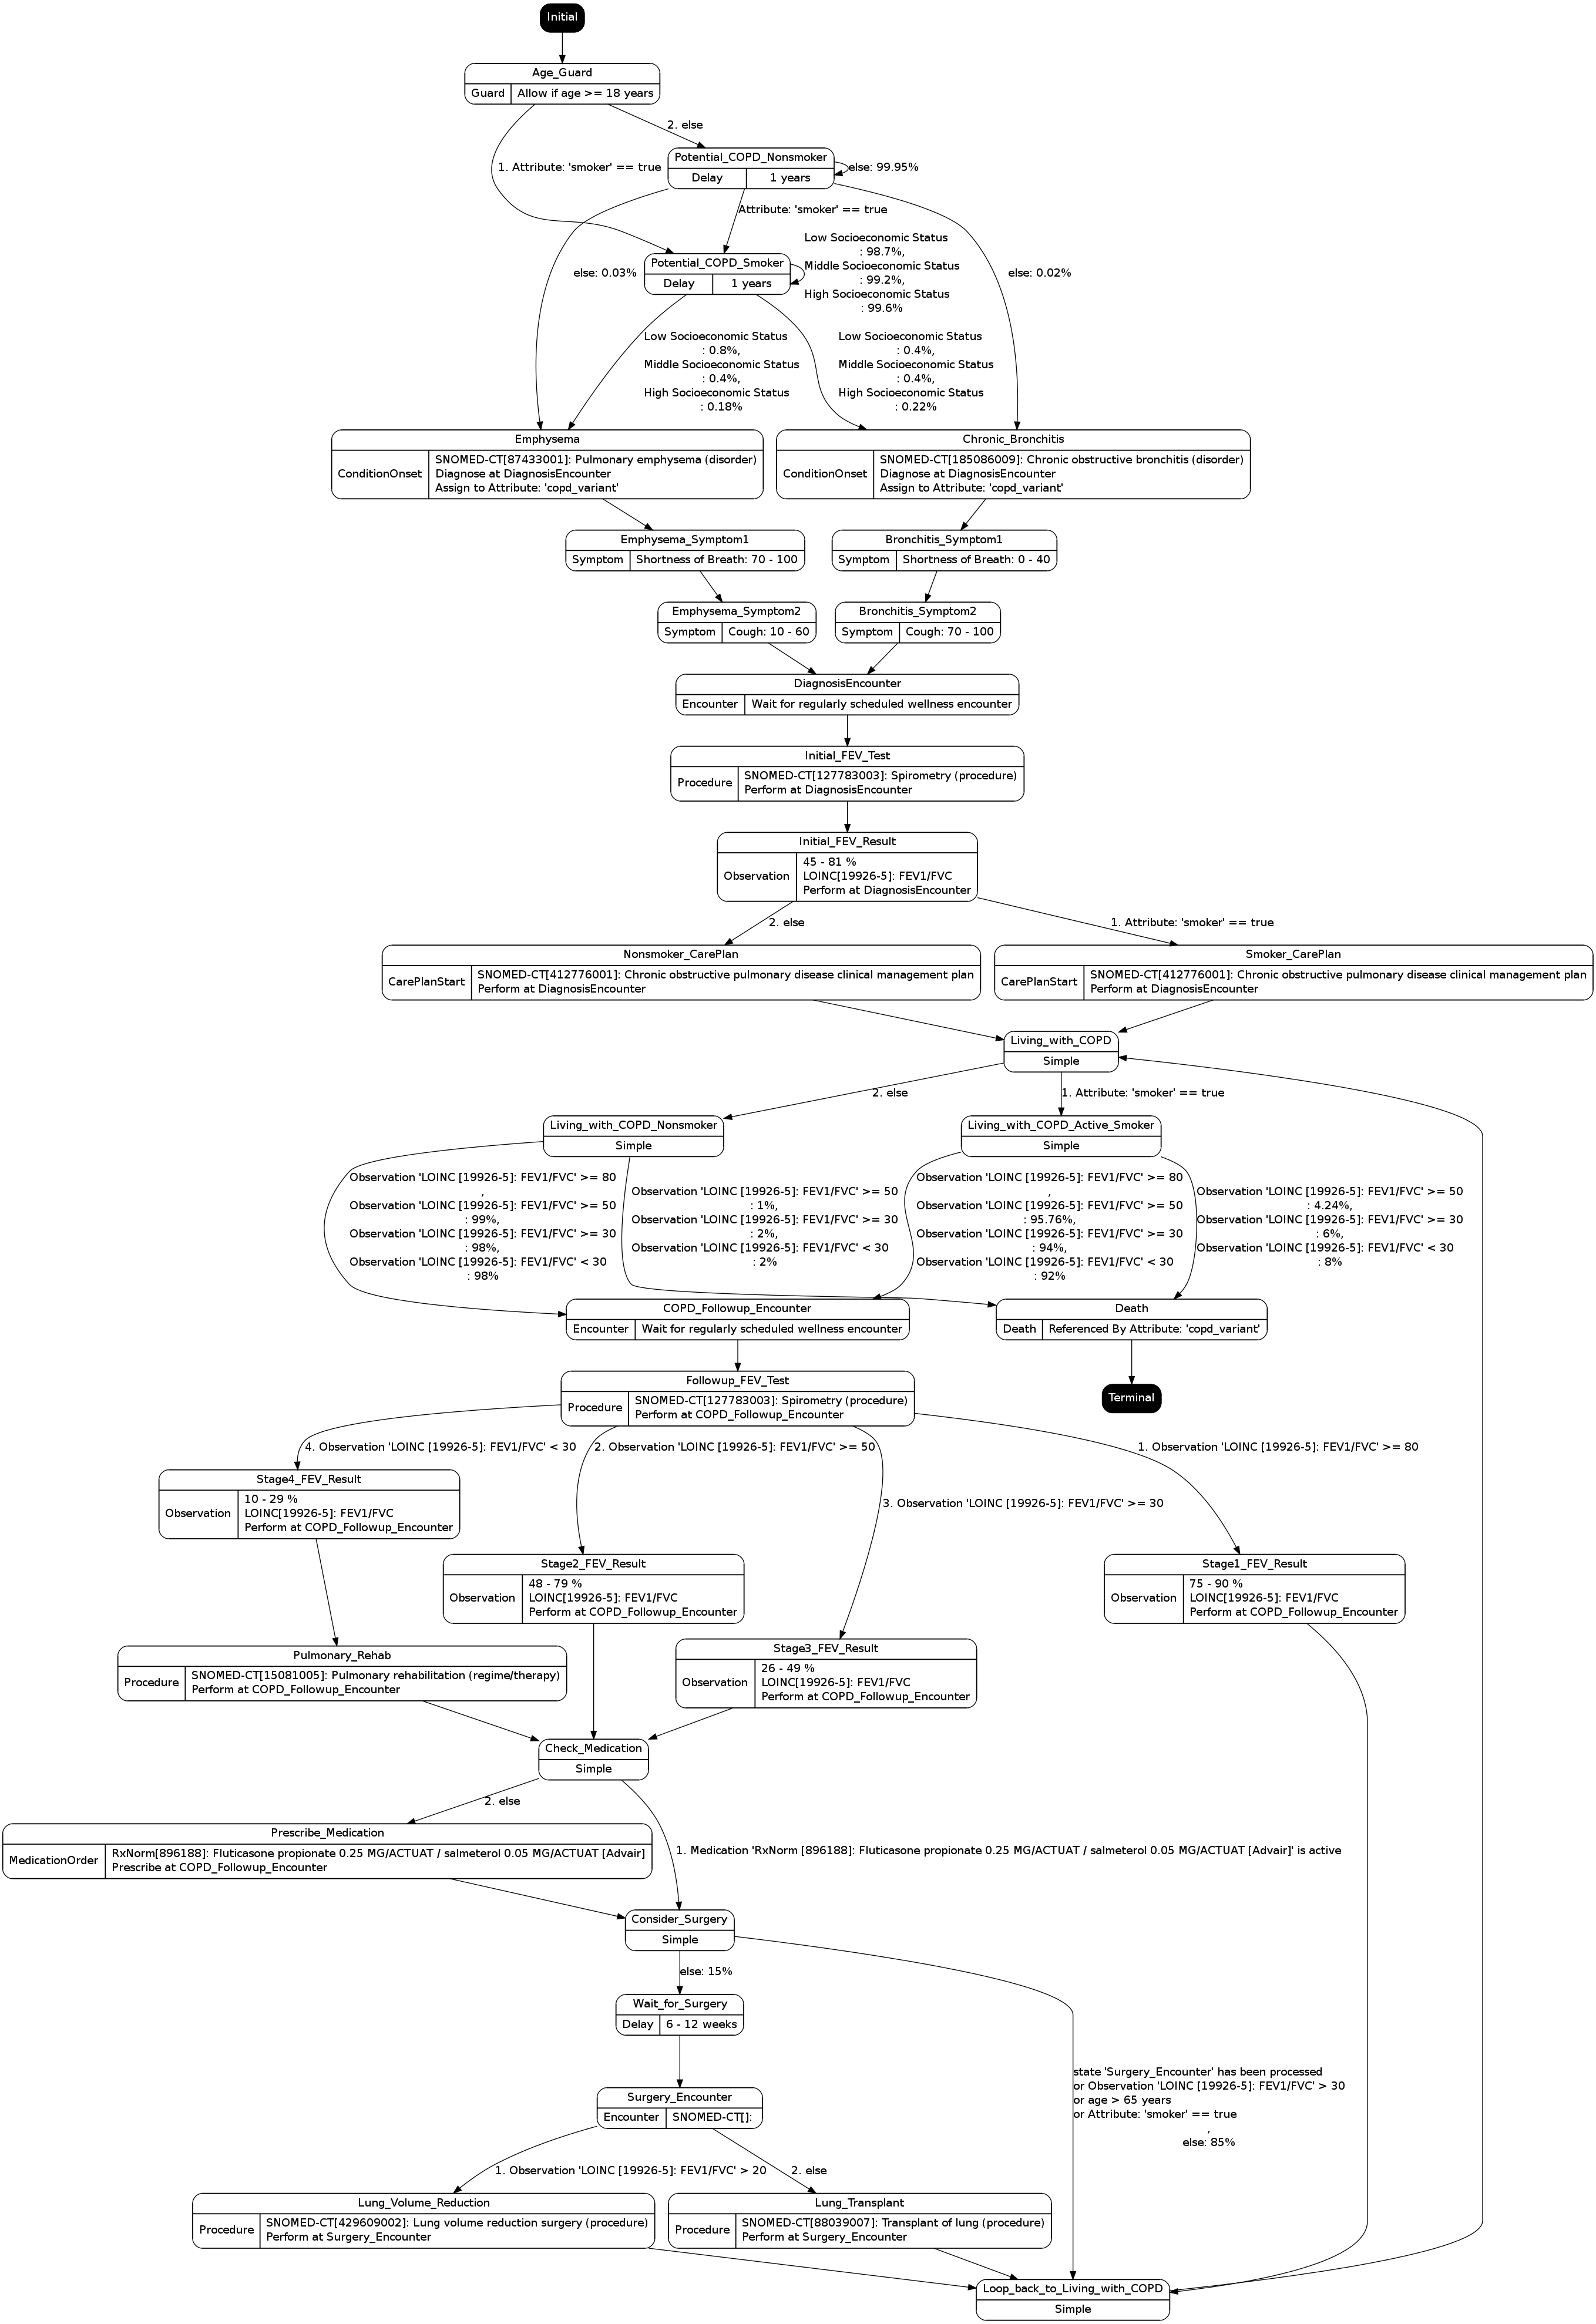 Initial
Age_Guard
Guard
Allow if age >= 18 years
2. else
1. Attribute: 'smoker' == true
Potential_COPD_Nonsmoker
Delay
1 years
else: 99.95%
Attribute: 'smoker' == true
else: 0.03%
else: 0.02%
Potential_COPD_Smoker
Delay
1 years
Low Socioeconomic Status
: 98.7%,
Middle Socioeconomic Status
: 99.2%,
High Socioeconomic Status
: 99.6%
Low Socioeconomic Status
: 0.8%,
Middle Socioeconomic Status
: 0.4%,
High Socioeconomic Status
: 0.18%
Low Socioeconomic Status
: 0.4%,
Middle Socioeconomic Status
: 0.4%,
High Socioeconomic Status
: 0.22%
Emphysema
ConditionOnset
SNOMED-CT[87433001]: Pulmonary emphysema (disorder)
Diagnose at DiagnosisEncounter
Assign to Attribute: 'copd_variant'
Chronic_Bronchitis
ConditionOnset
SNOMED-CT[185086009]: Chronic obstructive bronchitis (disorder)
Diagnose at DiagnosisEncounter
Assign to Attribute: 'copd_variant'
Emphysema_Symptom1
Symptom
Shortness of Breath: 70 - 100
Bronchitis_Symptom1
Symptom
Shortness of Breath: 0 - 40
Emphysema_Symptom2
Symptom
Cough: 10 - 60
Bronchitis_Symptom2
Symptom
Cough: 70 - 100
DiagnosisEncounter
Encounter
Wait for regularly scheduled wellness encounter
Initial_FEV_Test
Procedure
SNOMED-CT[127783003]: Spirometry (procedure)
Perform at DiagnosisEncounter
Initial_FEV_Result
Observation
45 - 81 %
LOINC[19926-5]: FEV1/FVC
Perform at DiagnosisEncounter
2. else
1. Attribute: 'smoker' == true
Nonsmoker_CarePlan
CarePlanStart
SNOMED-CT[412776001]: Chronic obstructive pulmonary disease clinical management plan
Perform at DiagnosisEncounter
Smoker_CarePlan
CarePlanStart
SNOMED-CT[412776001]: Chronic obstructive pulmonary disease clinical management plan
Perform at DiagnosisEncounter
Living_with_COPD
Simple
2. else
1. Attribute: 'smoker' == true
Living_with_COPD_Nonsmoker
Simple
Living_with_COPD_Active_Smoker
Simple
Observation 'LOINC [19926-5]: FEV1/FVC' >= 80
,
Observation 'LOINC [19926-5]: FEV1/FVC' >= 50
: 99%,
Observation 'LOINC [19926-5]: FEV1/FVC' >= 30
: 98%,
Observation 'LOINC [19926-5]: FEV1/FVC' < 30
: 98%
Observation 'LOINC [19926-5]: FEV1/FVC' >= 50
: 1%,
Observation 'LOINC [19926-5]: FEV1/FVC' >= 30
: 2%,
Observation 'LOINC [19926-5]: FEV1/FVC' < 30
: 2%
Observation 'LOINC [19926-5]: FEV1/FVC' >= 80
,
Observation 'LOINC [19926-5]: FEV1/FVC' >= 50
: 95.76%,
Observation 'LOINC [19926-5]: FEV1/FVC' >= 30
: 94%,
Observation 'LOINC [19926-5]: FEV1/FVC' < 30
: 92%
Observation 'LOINC [19926-5]: FEV1/FVC' >= 50
: 4.24%,
Observation 'LOINC [19926-5]: FEV1/FVC' >= 30
: 6%,
Observation 'LOINC [19926-5]: FEV1/FVC' < 30
: 8%
COPD_Followup_Encounter
Encounter
Wait for regularly scheduled wellness encounter
Death
Death
Referenced By Attribute: 'copd_variant'
Followup_FEV_Test
Procedure
SNOMED-CT[127783003]: Spirometry (procedure)
Perform at COPD_Followup_Encounter
Terminal
4. Observation 'LOINC [19926-5]: FEV1/FVC' < 30
2. Observation 'LOINC [19926-5]: FEV1/FVC' >= 50
1. Observation 'LOINC [19926-5]: FEV1/FVC' >= 80
3. Observation 'LOINC [19926-5]: FEV1/FVC' >= 30
Stage4_FEV_Result
Observation
10 - 29 %
LOINC[19926-5]: FEV1/FVC
Perform at COPD_Followup_Encounter
Stage2_FEV_Result
Observation
48 - 79 %
LOINC[19926-5]: FEV1/FVC
Perform at COPD_Followup_Encounter
Stage1_FEV_Result
Observation
75 - 90 %
LOINC[19926-5]: FEV1/FVC
Perform at COPD_Followup_Encounter
Pulmonary_Rehab
Procedure
SNOMED-CT[15081005]: Pulmonary rehabilitation (regime/therapy)
Perform at COPD_Followup_Encounter
Stage3_FEV_Result
Observation
26 - 49 %
LOINC[19926-5]: FEV1/FVC
Perform at COPD_Followup_Encounter
Check_Medication
Simple
2. else
1. Medication 'RxNorm [896188]: Fluticasone propionate 0.25 MG/ACTUAT / salmeterol 0.05 MG/ACTUAT [Advair]' is active
Prescribe_Medication
MedicationOrder
RxNorm[896188]: Fluticasone propionate 0.25 MG/ACTUAT / salmeterol 0.05 MG/ACTUAT [Advair]
Prescribe at COPD_Followup_Encounter
Consider_Surgery
Simple
else: 15%
Wait_for_Surgery
Delay
6 - 12 weeks
state 'Surgery_Encounter' has been processed
or Observation 'LOINC [19926-5]: FEV1/FVC' > 30
or age > 65 years
or Attribute: 'smoker' == true
,
else: 85%
Surgery_Encounter
Encounter
SNOMED-CT[]:
1. Observation 'LOINC [19926-5]: FEV1/FVC' > 20
2. else
Lung_Volume_Reduction
Procedure
SNOMED-CT[429609002]: Lung volume reduction surgery (procedure)
Perform at Surgery_Encounter
Lung_Transplant
Procedure
SNOMED-CT[88039007]: Transplant of lung (procedure)
Perform at Surgery_Encounter
Loop_back_to_Living_with_COPD
Simple